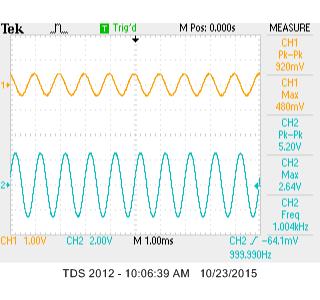 Tek T Trig'd M Pos: 0.000s MEASURE
CH1
Pk-Pk
920mV
CH1
Max
480mV
CH2
Pk-Pk
5.20V
CH2
Max
2.64V
CH2
Freq
1.004kHz
1
2
CH1 1.00V CH2 2.00V M 1.00ms CH2 -64.1mV
999.990Hz
TDS 2012 - 10:06:39 AM 10/23/2015